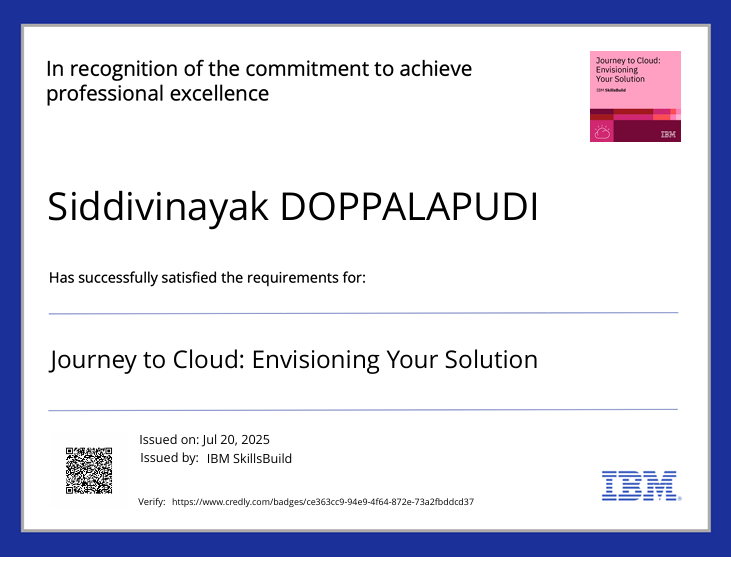 In recognition of the commitment to achieve
professional excellence
Journey to Cloud:
Envisioning
Your Solution
IBM SkillsBuild
IBM
Siddivinayak DOPPALAPUDI
Has successfully satisfied the requirements for:
Journey to Cloud: Envisioning Your Solution
Issued on: Jul 20, 2025
Issued by: IBM SkillsBuild
Verify: https://www.credly.com/badges/ce363cc9-94e9-4f64-872e-73a2fbddcd37
IBM®